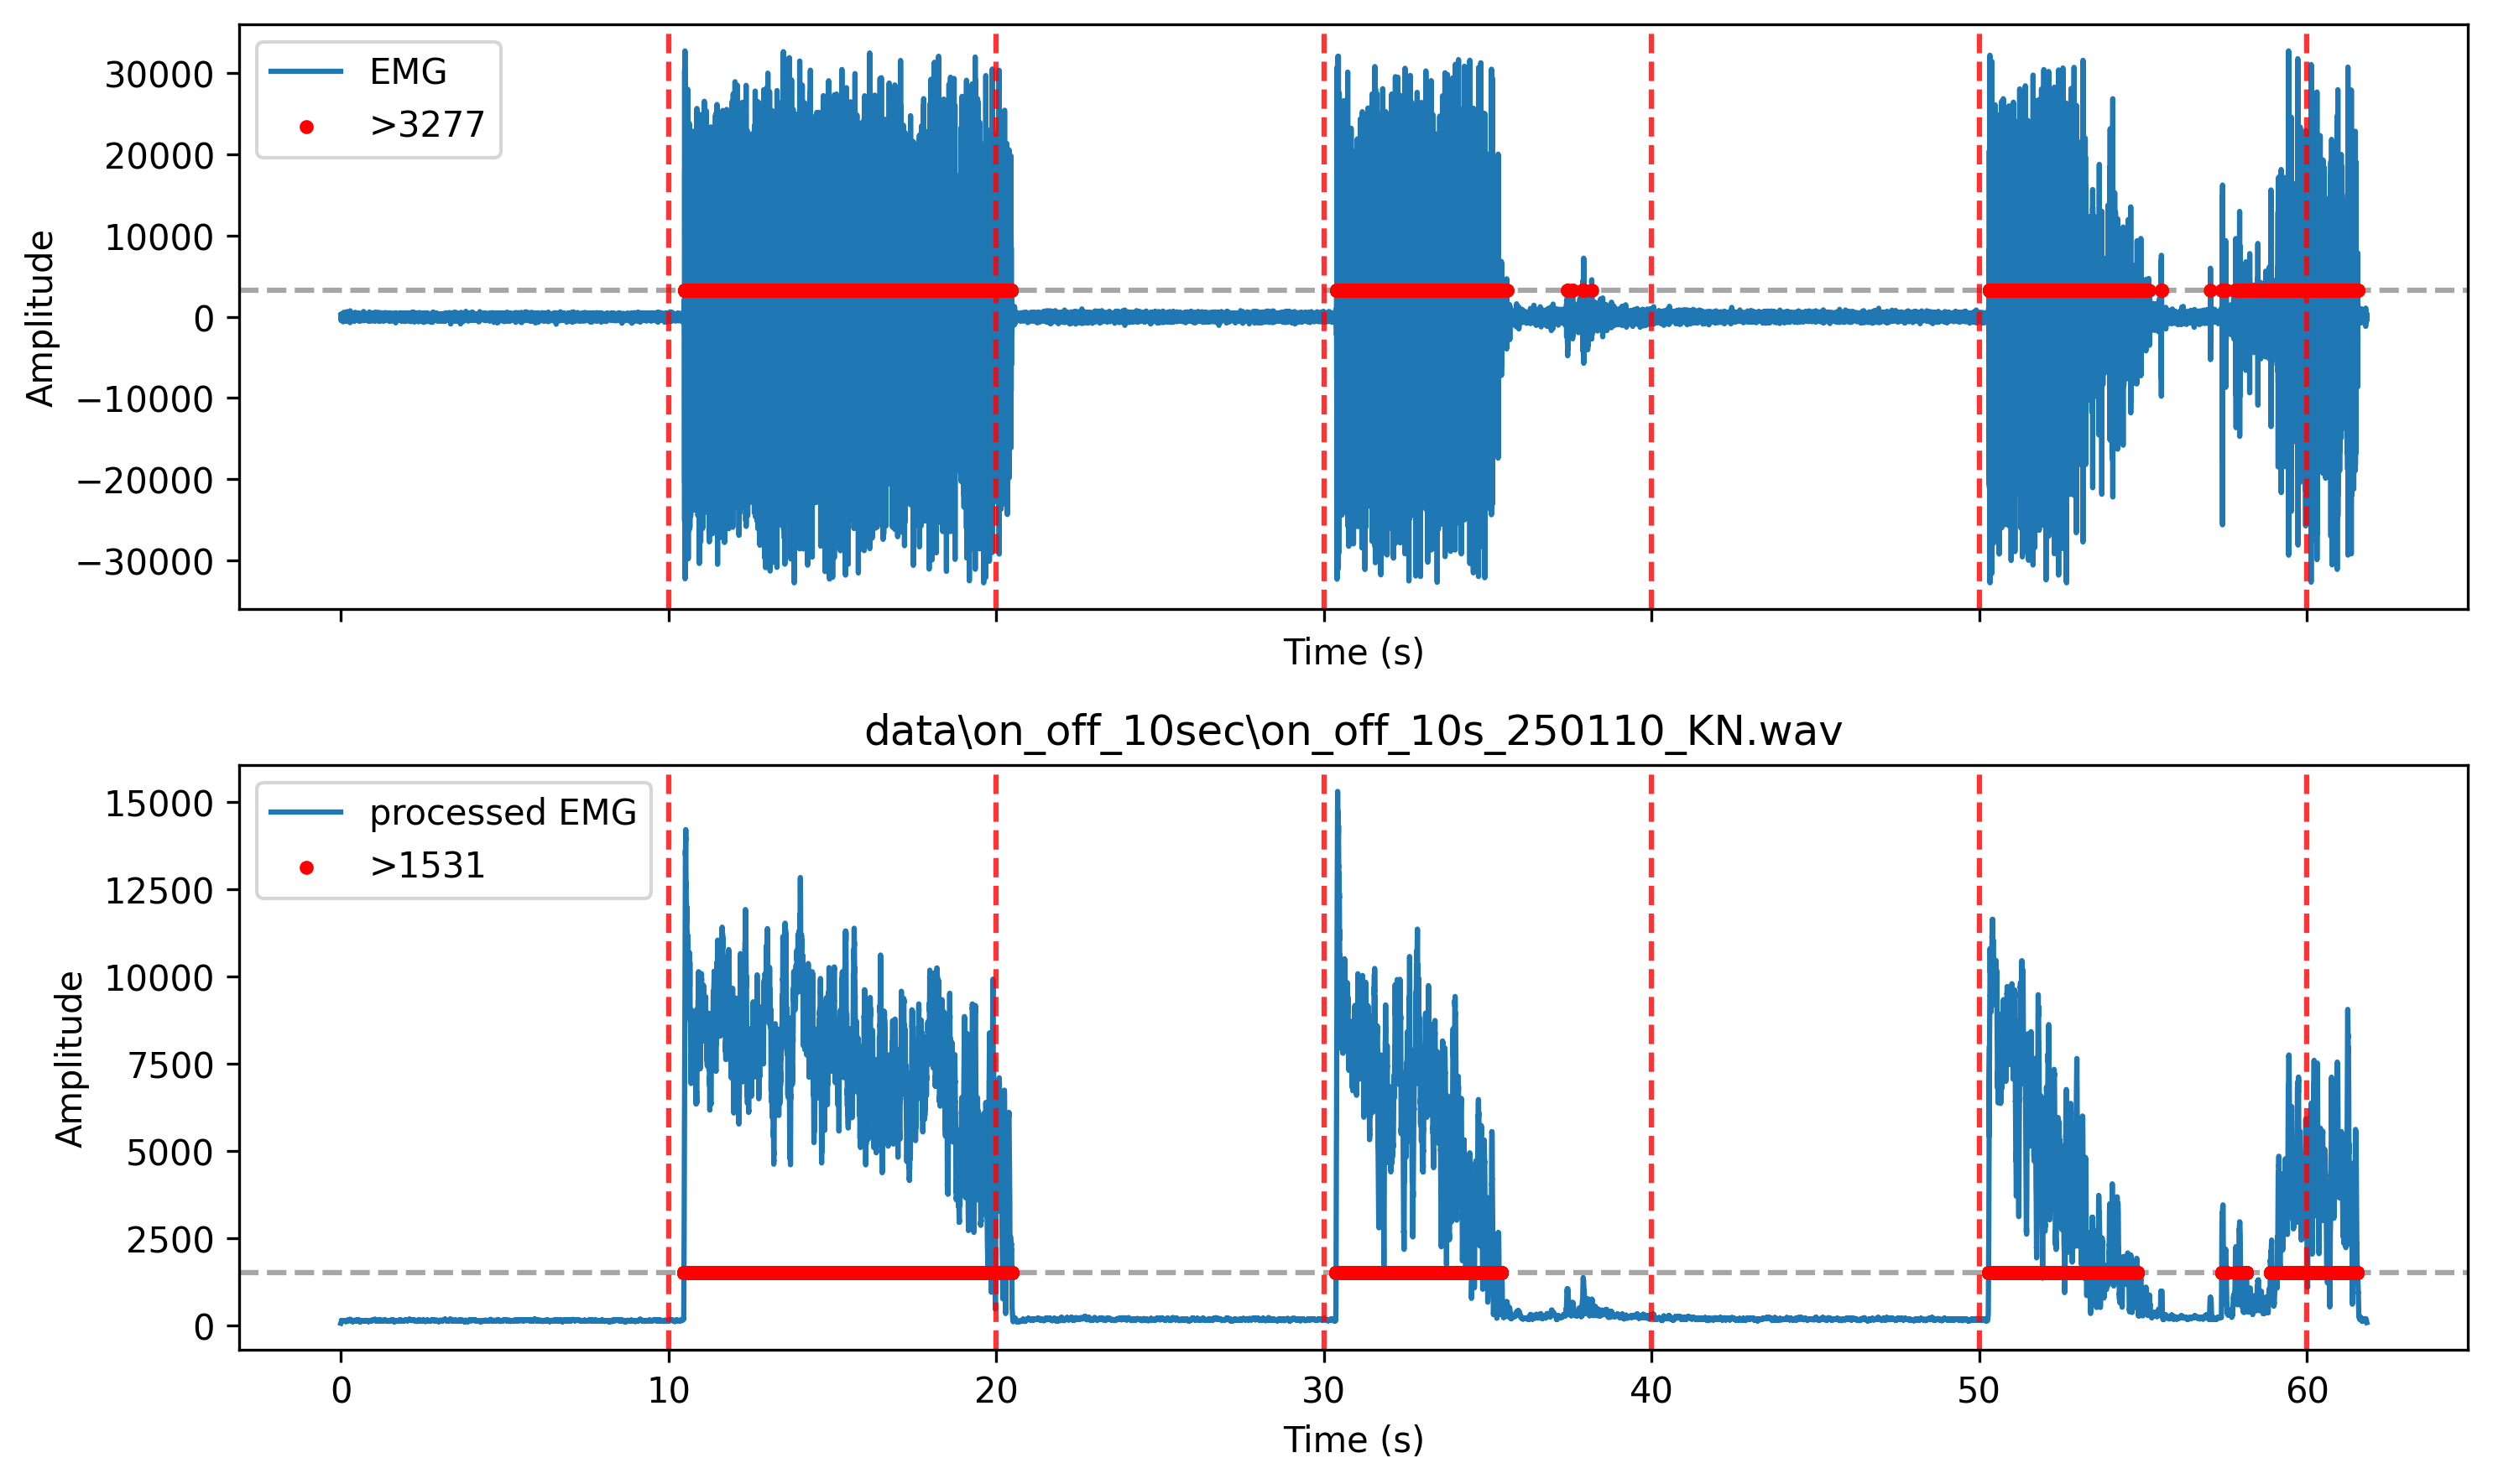 EMG
>3277
30000
20000
10000
0
−10000
−20000
−30000
Amplitude
Time (s)
data\on_off_10sec\on_off_10s_250110_KN.wav
processed EMG
>1531
15000
12500
10000
7500
5000
2500
0
Amplitude
0 10 20 30 40 50 60
Time (s)